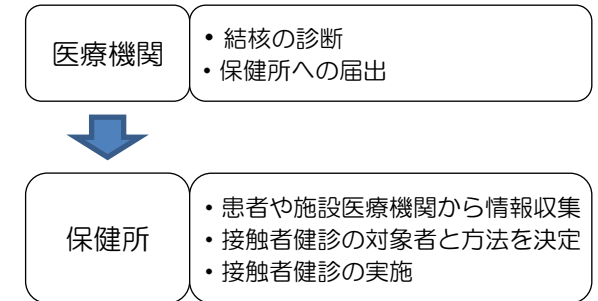 医療機関
• 結核の診断
• 保健所への届出
保健所
• 患者や施設医療機関から情報収集
• 接触者健診の対象者と方法を決定
• 接触者健診の実施